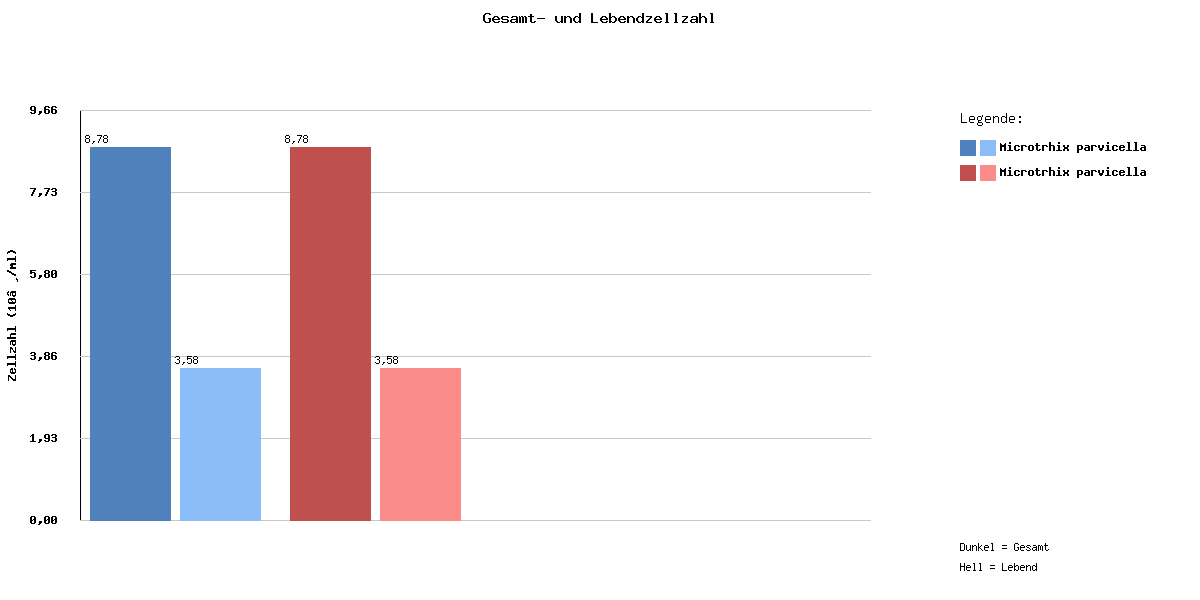 Gesamt- und Lebendzellzahl
9,66
7,73
5,80
3,86
1,93
0,00
Zellzahl (10â ¸/ml)
8,78
3,58
8,78
3,58
Legende:
Microtrhix parvicella
Microtrhix parvicella
Dunkel = Gesamt
Hell = Lebend